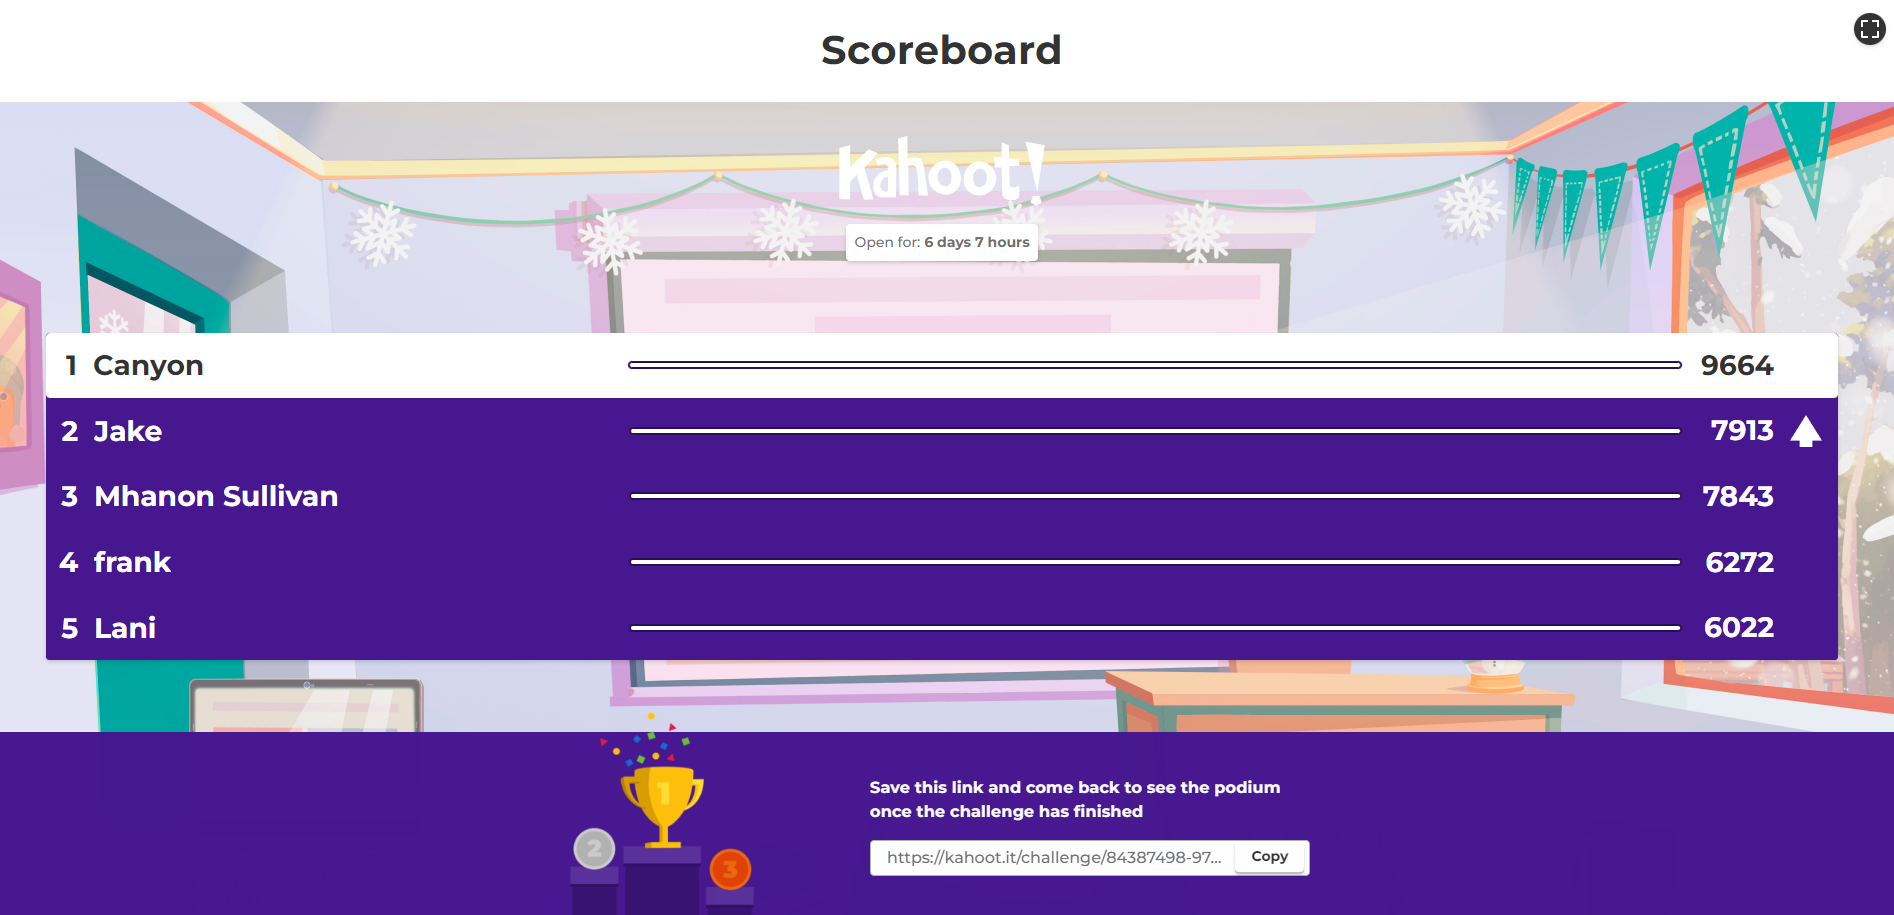 Scoreboard
Kahoot!
Open for: 6 days 7 hours
1 Canyon 9664
2 Jake 7913
3 Mhanon Sullivan 7843
4 frank 6272
5 Lani 6022
1
2
3
Save this link and come back to see the podium
once the challenge has finished
https://kahoot.it/challenge/84387498-97... Copy